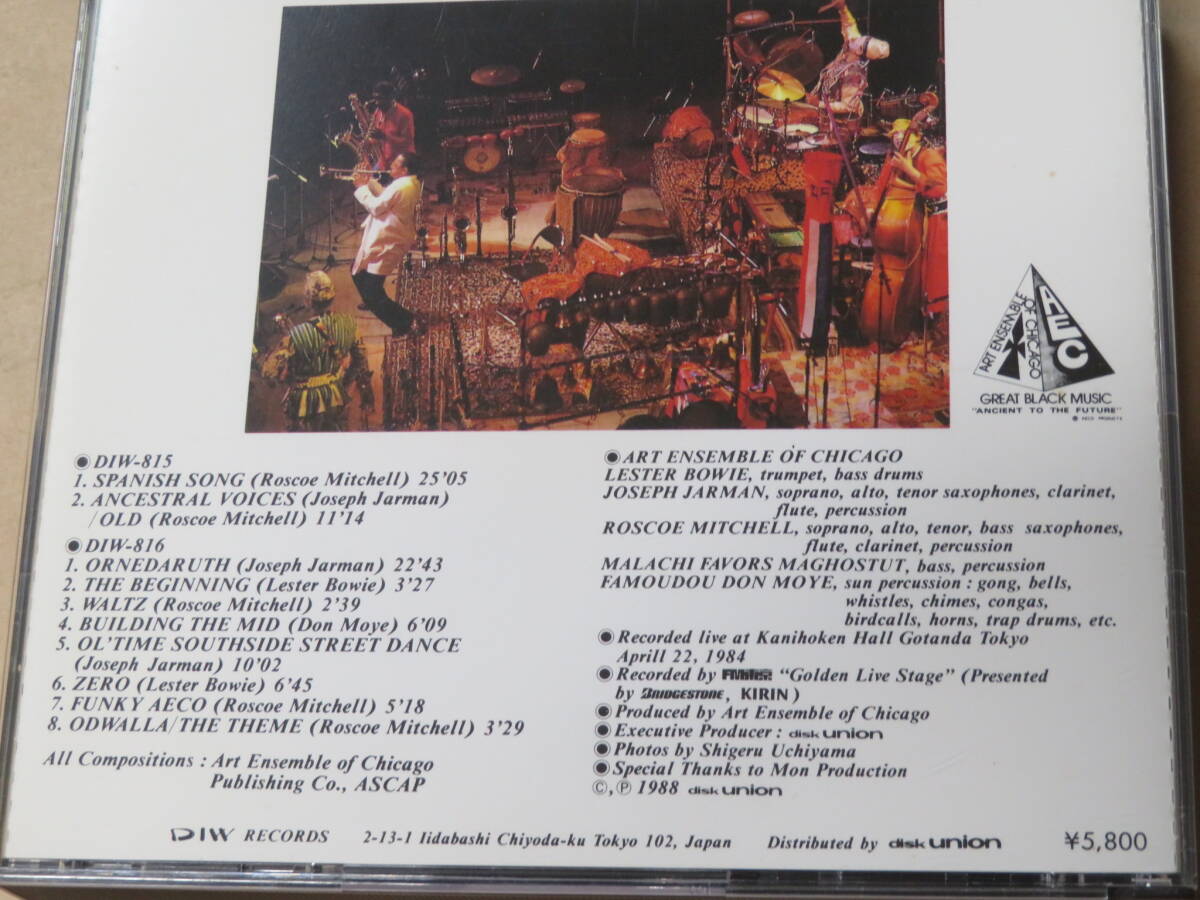 ART ENSEMBLE
OF CHICAGO
AEC
GREAT BLACK MUSIC
"ANCIENT TO THE FUTURE"
© AECO PRODUCTS
◉DIW-815
1. SPANISH SONG (Roscoe Mitchell) 25'05
2. ANCESTRAL VOICES (Joseph Jarman)
/OLD (Roscoe Mitchell) 11'14
◉DIW-816
1. ORNEDARUTH (Joseph Jarman) 22'43
2. THE BEGINNING (Lester Bowie) 3'27
3. WALTZ (Roscoe Mitchell) 2'39
4. BUILDING THE MID (Don Moye) 6'09
5. OL'TIME SOUTHSIDE STREET DANCE
(Joseph Jarman) 10'02
6. ZERO (Lester Bowie) 6'45
7. FUNKY AECO (Roscoe Mitchell) 5'18
8. ODWALLA/THE THEME (Roscoe Mitchell) 3'29
All Compositions : Art Ensemble of Chicago
Publishing Co., ASCAP
◉ART ENSEMBLE OF CHICAGO
LESTER BOWIE, trumpet, bass drums
JOSEPH JARMAN, soprano, alto, tenor saxophones, clarinet,
flute, percussion
ROSCOE MITCHELL, soprano, alto, tenor, bass saxophones,
flute, clarinet, percussion
MALACHI FAVORS MAGHOSTUT, bass, percussion
FAMOUDOU DON MOYE, sun percussion : gong, bells,
whistles, chimes, congas,
birdcalls, horns, trap drums, etc.
◉Recorded live at Kanihoken Hall Gotanda Tokyo
Aprill 22, 1984
◉Recorded by "Golden Live Stage" (Presented
by BRIDGESTONE, KIRIN)
◉Produced by Art Ensemble of Chicago
◉Executive Producer : disk union
◉Photos by Shigeru Uchiyama
◉Special Thanks to Mon Production
Ⓒ,Ⓟ 1988 disk union
DIW RECORDS 2-13-1 Iidabashi Chiyoda-ku Tokyo 102, Japan Distributed by disk union ¥5,800